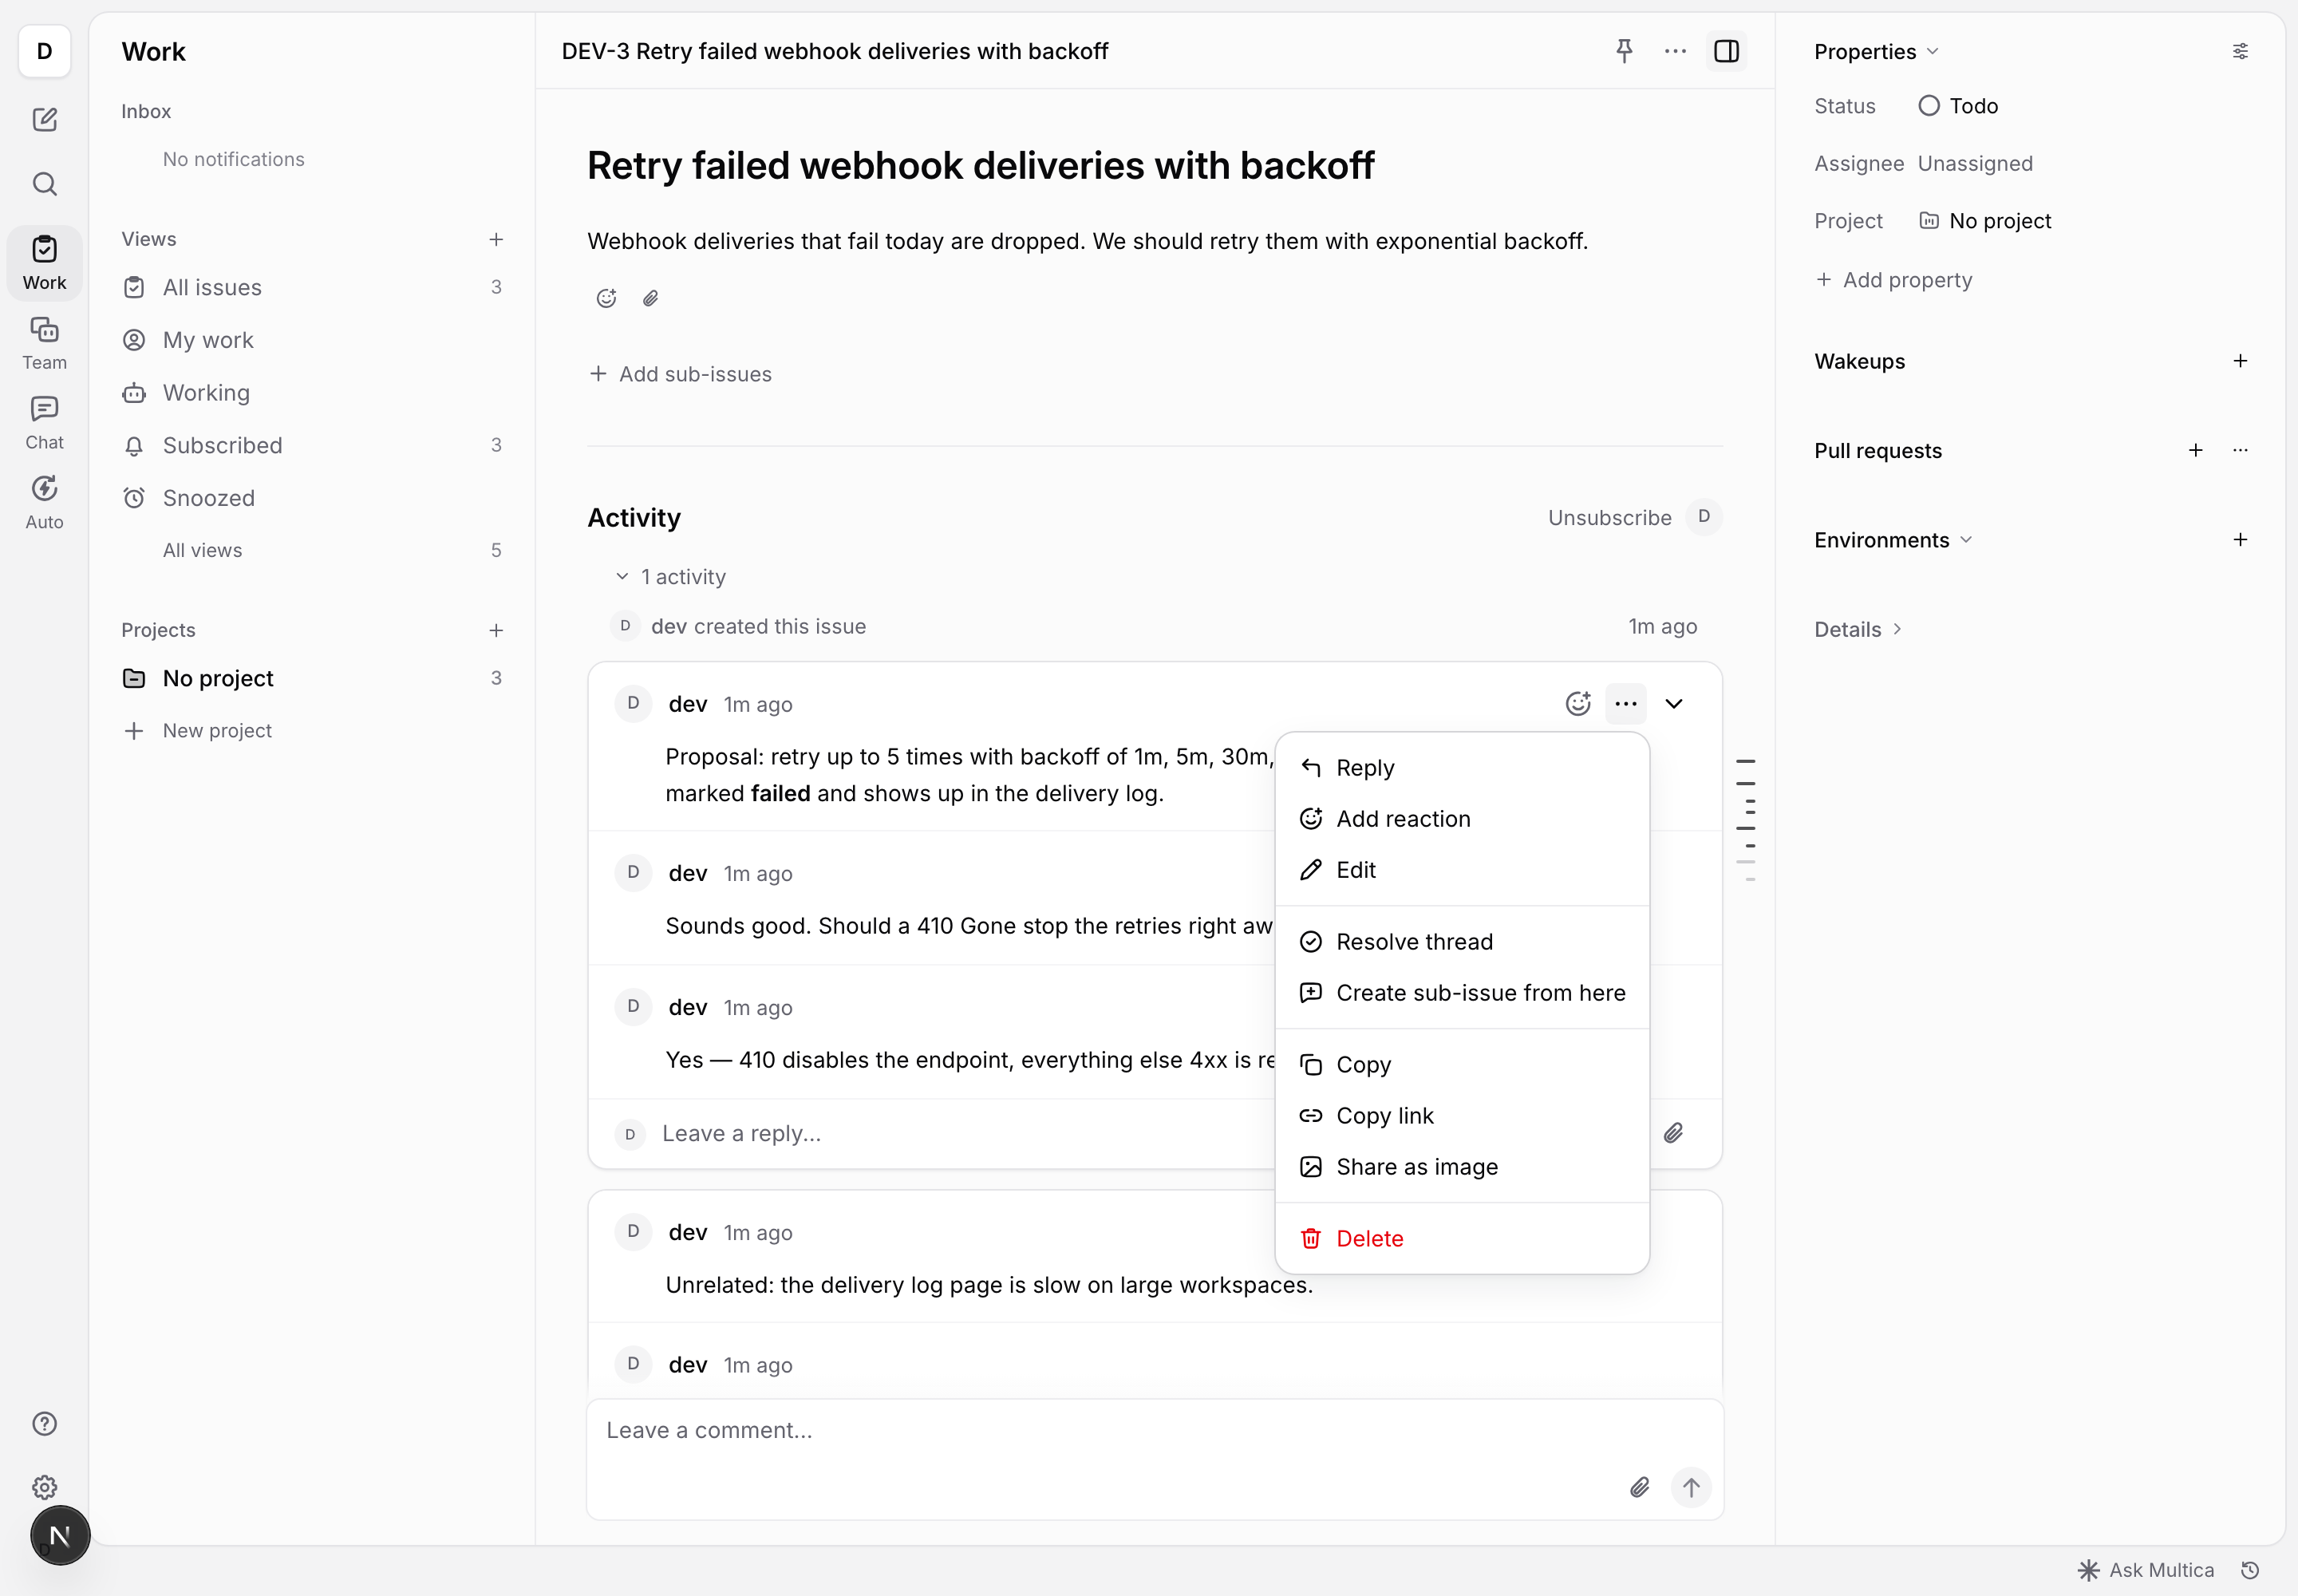 D
Work
Team
Chat
Auto
N
Work
Inbox
No notifications
Views
All issues 3
My work
Working
Subscribed 3
Snoozed
All views 5
Projects
No project 3
New project
DEV-3 Retry failed webhook deliveries with backoff
Retry failed webhook deliveries with backoff
Webhook deliveries that fail today are dropped. We should retry them with exponential backoff.
Add sub-issues
Activity
Unsubscribe D
1 activity
D dev created this issue 1m ago
D dev 1m ago
Proposal: retry up to 5 times with backoff of 1m, 5m, 30m,
marked failed and shows up in the delivery log.
D dev 1m ago
Sounds good. Should a 410 Gone stop the retries right aw
D dev 1m ago
Yes — 410 disables the endpoint, everything else 4xx is re
D Leave a reply...
Reply
Add reaction
Edit
Resolve thread
Create sub-issue from here
Copy
Copy link
Share as image
Delete
D dev 1m ago
Unrelated: the delivery log page is slow on large workspaces.
D dev 1m ago
Leave a comment...
Properties
Status Todo
Assignee Unassigned
Project No project
Add property
Wakeups
Pull requests
Environments
Details
Ask Multica